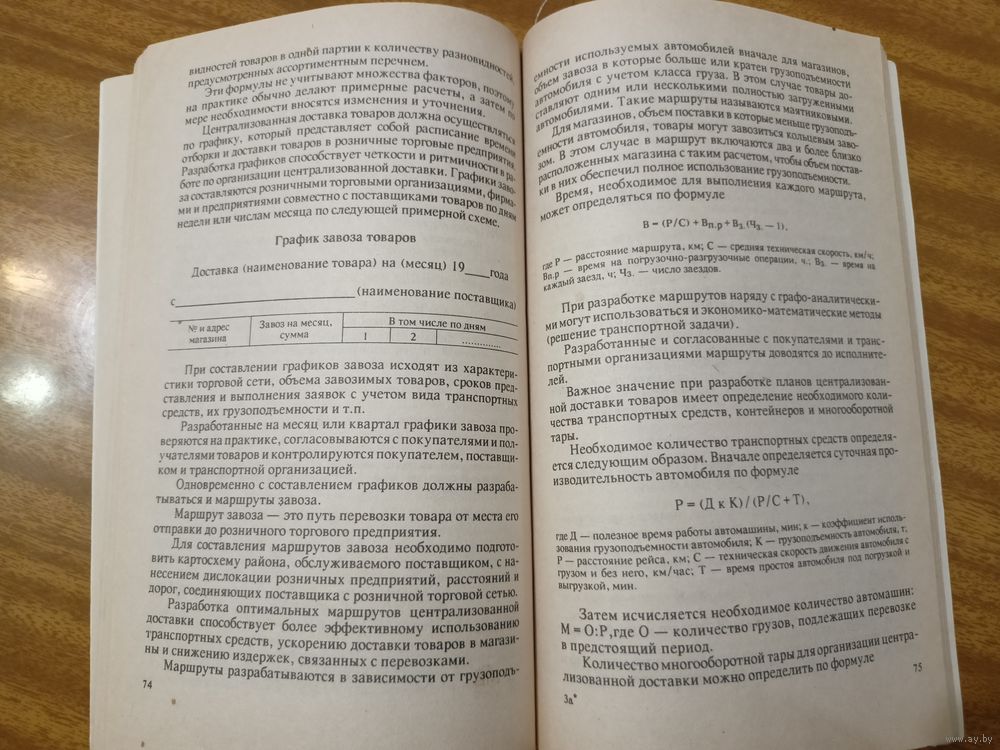 видностей товаров в одной партии к количеству разновидностей,
предусмотренных ассортиментным перечнем.
Эти формулы не учитывают множества факторов, поэтому
на практике обычно делают примерные расчеты, а затем по
мере необходимости вносятся изменения и уточнения.
Централизованная доставка товаров должна осуществляться
по графику, который представляет собой расписание времени
отборки и доставки товаров в розничные торговые предприятия.
Разработка графиков способствует четкости и ритмичности в ра-
боте по организации централизованной доставки. Графики заво-
за составляются розничными торговыми организациями, фирма-
ми и предприятиями совместно с поставщиками товаров по дням
недели или числам месяца по следующей примерной схеме.
График завоза товаров
Доставка (наименование товара) на (месяц) 19____года
с______________________________(наименование поставщика)
№ и адрес
магазина
Завоз на месяц,
сумма
В том числе по дням
1 2 ..............
При составлении графиков завоза исходят из характери-
стики торговой сети, объема завозимых товаров, сроков пред-
ставления и выполнения заявок с учетом вида транспортных
средств, их грузоподъемности и т.п.
Разработанные на месяц или квартал графики завоза про-
веряются на практике, согласовываются с покупателями и полу-
учателями товаров и контролируются покупателем, поставщи-
ком и транспортной организацией.
Одновременно с составлением графиков должны разраба-
тываться и маршруты завоза.
Маршрут завоза — это путь перевозки товара от места его
отправки до розничного торгового предприятия.
Для составления маршрутов завоза необходимо подгото-
вить картосхему района, обслуживаемого поставщиком, с на-
несением дислокации розничных предприятий, расстояний и
дорог, соединяющих поставщика с розничной торговой сетью.
Разработка оптимальных маршрутов централизованной
доставки способствует более эффективному использованию
транспортных средств, ускорению доставки товаров в магази-
ны и снижению издержек, связанных с перевозками.
Маршруты разрабатываются в зависимости от грузоподъ-
74
емности используемых автомобилей вначале для магазинов,
объем завоза в которые больше или кратен грузоподъемности
автомобиля с учетом класса груза. В этом случае товары до-
ставляют одним или несколькими полностью загруженными
автомобилями. Такие маршруты называются маятниковыми.
Для магазинов, объем поставки в которые меньше грузоподъ-
емности автомобиля, товары могут завозиться кольцевым заво-
зом. В этом случае в маршрут включаются два и более близко
расположенных магазина с таким расчетом, чтобы объем постав-
ки в них обеспечил полное использование грузоподъемности.
Время, необходимое для выполнения каждого маршрута,
может определяться по формуле
В = (Р/С) + Вп.р + Вз (Чз. — 1),
где Р — расстояние маршрута, км; С — средняя техническая скорость, км/ч;
Вп.р — время на погрузочно-разгрузочные операции, ч.; Вз. — время на
каждый заезд, ч; Чз. — число заездов.
При разработке маршрутов наряду с графо-аналитически-
ми могут использоваться и экономико-математические методы
(решение транспортной задачи).
Разработанные и согласованные с покупателями и транс-
портными организациями маршруты доводятся до исполните-
лей.
Важное значение при разработке планов централизован-
ной доставки товаров имеет определение необходимого коли-
чества транспортных средств, контейнеров и многооборотной
тары.
Необходимое количество транспортных средств определя-
ется следующим образом. Вначале определяется суточная про-
изводительность автомобиля по формуле
Р = (Д к К) / (Р/С + Т),
где Д — полезное время работы автомашины, мин; к — коэффициент исполь-
зования грузоподъемности автомобиля; К — грузоподъемность автомобиля, т;
Р — расстояние рейса, км; С — техническая скорость движения автомобиля с
грузом и без него, км/час; Т — время простоя автомобиля под погрузкой и
выгрузкой, мин.
Затем исчисляется необходимое количество автомашин:
М = О:Р,где О — количество грузов, подлежащих перевозке
в предстоящий период.
Количество многооборотной тары для организации центра-
лизованной доставки можно определить по формуле
75
3а*
www.ay.by